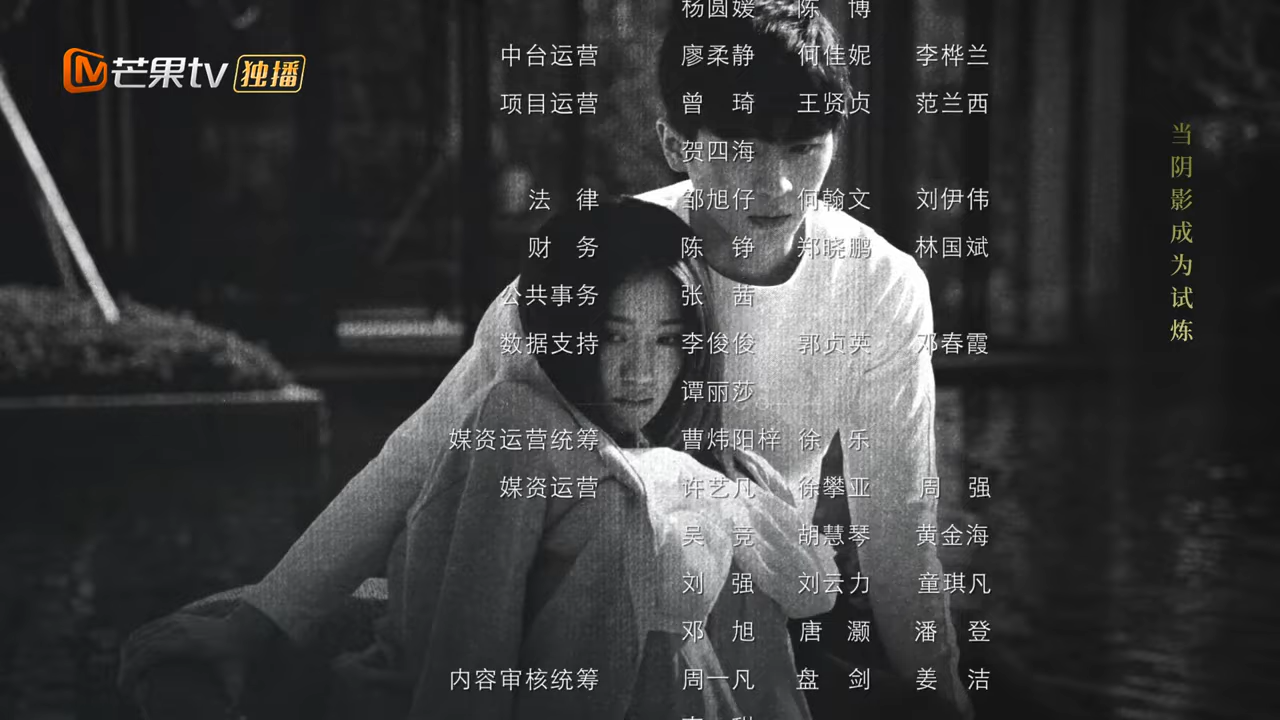 芒果tv 独播
杨圆媛 陈 博
中台运营 廖柔静 何佳妮 李桦兰
项目运营 曾 琦 王贤贞 范兰西
贺四海
法 律 邹旭仔 何翰文 刘伊伟
财 务 陈 铮 郑晓鹏 林国斌
公共事务 张 茜
数据支持 李俊俊 郭贞英 邓春霞
谭丽莎
媒资运营统筹 曹炜阳梓 徐 乐
媒资运营 许艺凡 徐攀亚 周 强
吴 竞 胡慧琴 黄金海
刘 强 刘云力 童琪凡
邓 旭 唐 灏 潘 登
内容审核统筹 周一凡 盘 剑 姜 洁
当阴影成为试炼